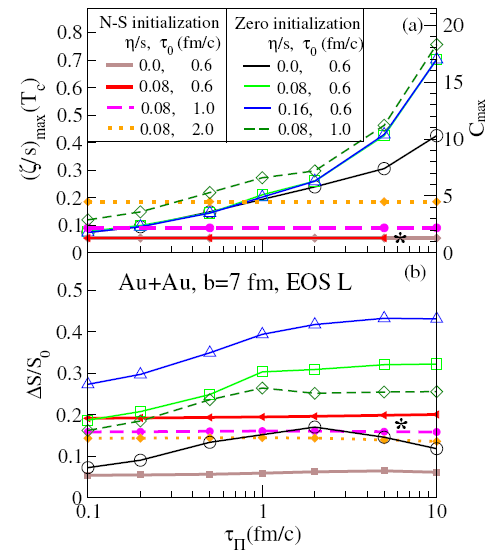 (a)
N-S initialization Zero initialization
η/s, τ0 (fm/c) η/s, τ0 (fm/c)
0.0, 0.6 0.0, 0.6
0.08, 0.6 0.08, 0.6
0.08, 1.0 0.16, 0.6
0.08, 2.0 0.08, 1.0
(ζ/s)max(Tc)
0.8
0.7
0.6
0.5
0.4
0.3
0.2
0.1
0
Cmax
20
15
10
5
0
*
(b)
Au+Au, b=7 fm, EOS L
ΔS/S0
0.5
0.4
0.3
0.2
0.1
0
*
0.1 1 10
τΠ(fm/c)